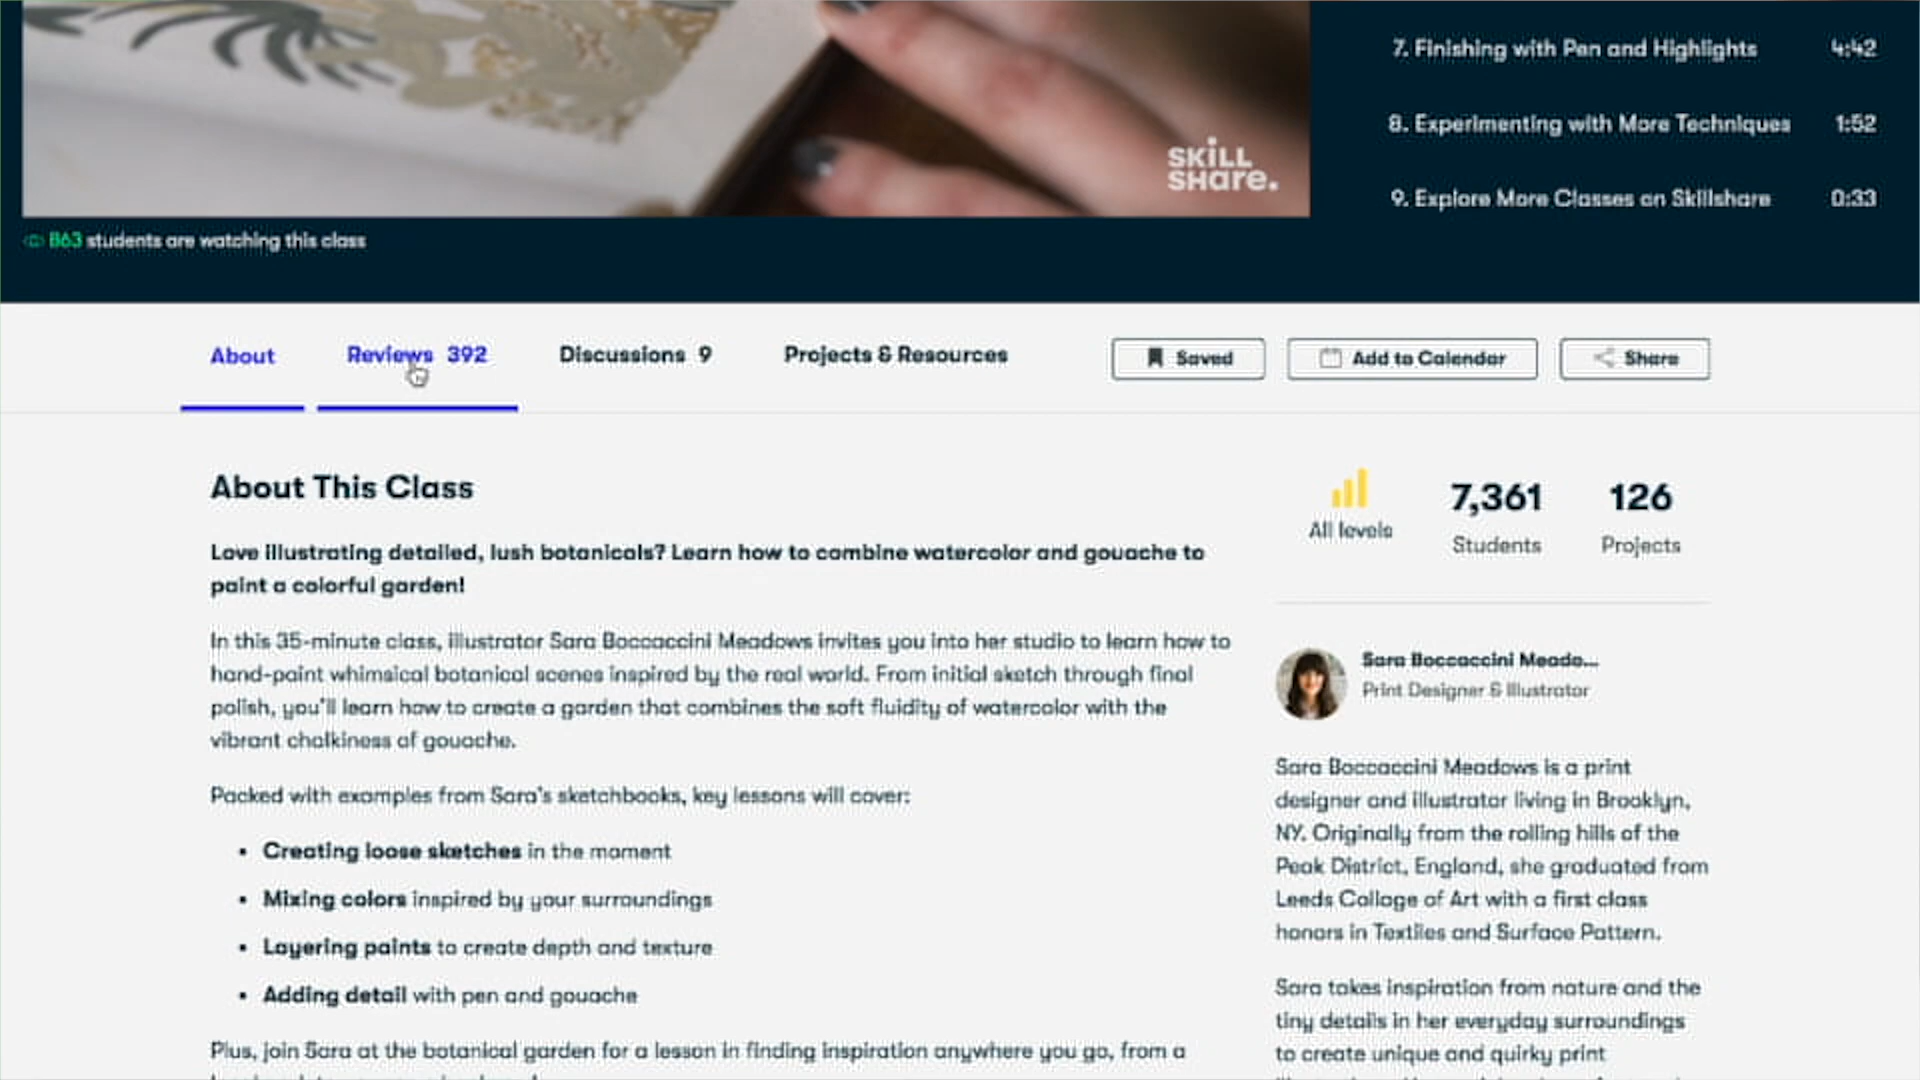 7. Finishing with Pen and Highlights 4:42
8. Experimenting with More Techniques 1:52
9. Explore More Classes on Skillshare 0:33
SKiLL
SHare.
863 students are watching this class
About Reviews 392 Discussions 9 Projects & Resources Saved Add to Calendar Share
About This Class
Love illustrating detailed, lush botanicals? Learn how to combine watercolor and gouache to
paint a colorful garden!
In this 35-minute class, illustrator Sara Boccaccini Meadows invites you into her studio to learn how to
hand-paint whimsical botanical scenes inspired by the real world. From initial sketch through final
polish, you'll learn how to create a garden that combines the soft fluidity of watercolor with the
vibrant chalkiness of gouache.
Packed with examples from Sara's sketchbooks, key lessons will cover:
• Creating loose sketches in the moment
• Mixing colors inspired by your surroundings
• Layering paints to create depth and texture
• Adding detail with pen and gouache
Plus, join Sara at the botanical garden for a lesson in finding inspiration anywhere you go, from a
All levels
7,361
Students
126
Projects
Sara Boccaccini Meado...
Print Designer & Illustrator
Sara Boccaccini Meadows is a print
designer and illustrator living in Brooklyn,
NY. Originally from the rolling hills of the
Peak District, England, she graduated from
Leeds College of Art with a first class
honors in Textiles and Surface Pattern.
Sara takes inspiration from nature and the
tiny details in her everyday surroundings
to create unique and quirky print